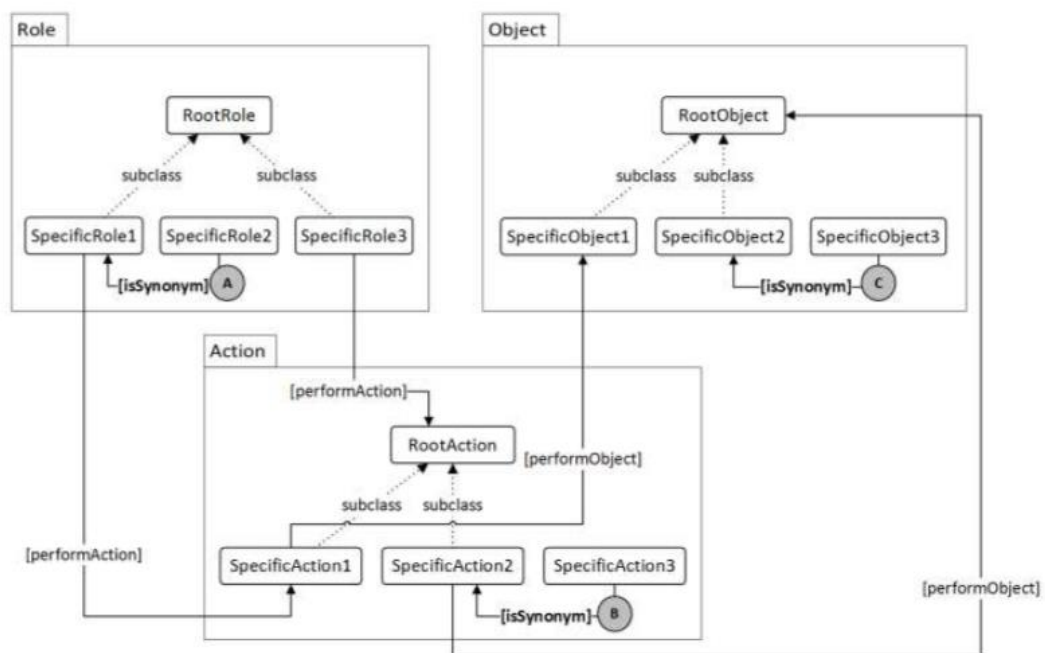 Role
Object
RootRole
RootObject
subclass
subclass
subclass
subclass
SpecificRole1
SpecificRole2
SpecificRole3
SpecificObject1
SpecificObject2
SpecificObject3
[isSynonym]
A
[isSynonym]
C
Action
[performAction]
RootAction
[performObject]
subclass
subclass
[performAction]
SpecificAction1
SpecificAction2
SpecificAction3
[performObject]
[isSynonym]
B